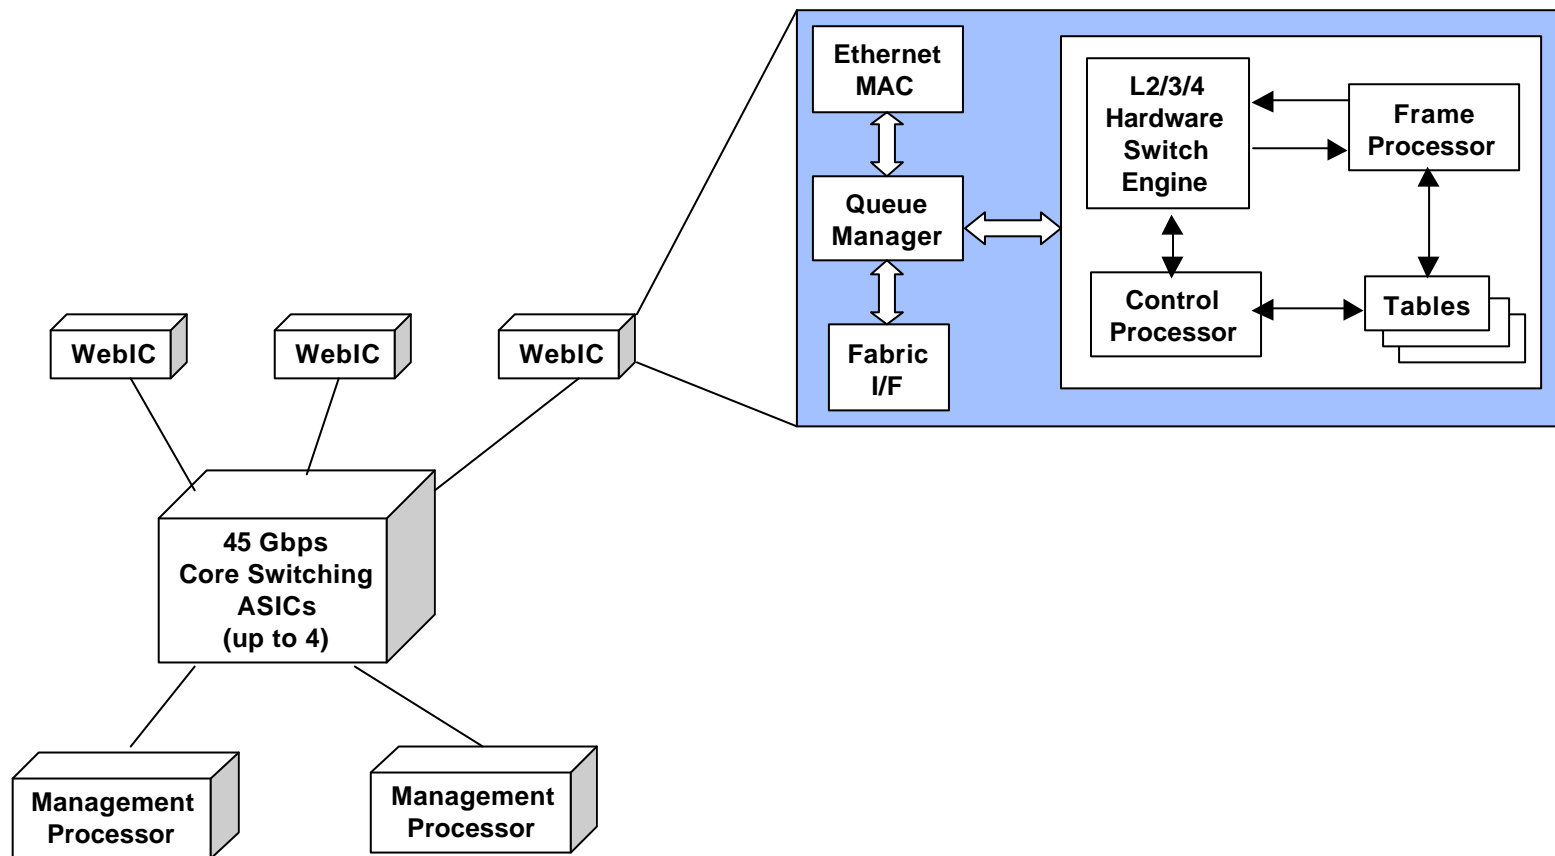 Ethernet
MAC
L2/3/4
Hardware
Switch
Engine
Frame
Processor
Queue
Manager
Control
Processor
Tables
Fabric
I/F
WebIC
WebIC
WebIC
45 Gbps
Core Switching
ASICs
(up to 4)
Management
Processor
Management
Processor